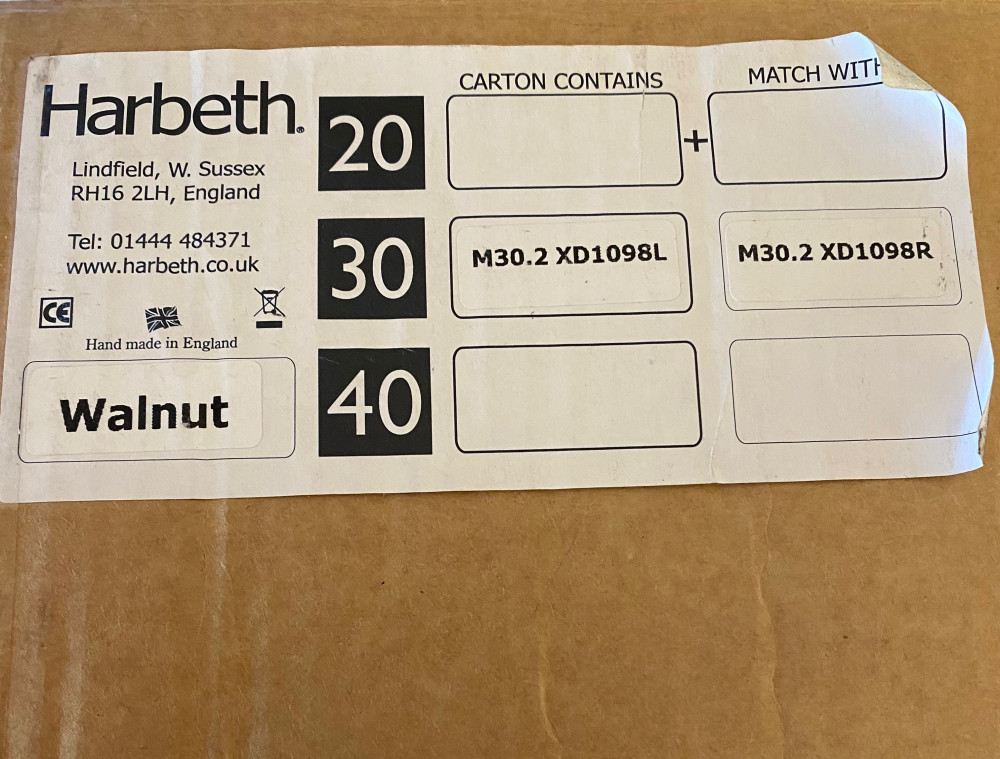 Harbeth®
Lindfield, W. Sussex
RH16 2LH, England
Tel: 01444 484371
www.harbeth.co.uk
CE
Hand made in England
Walnut
CARTON CONTAINS
MATCH WITH
20
+
30
M30.2 XD1098L
M30.2 XD1098R
40